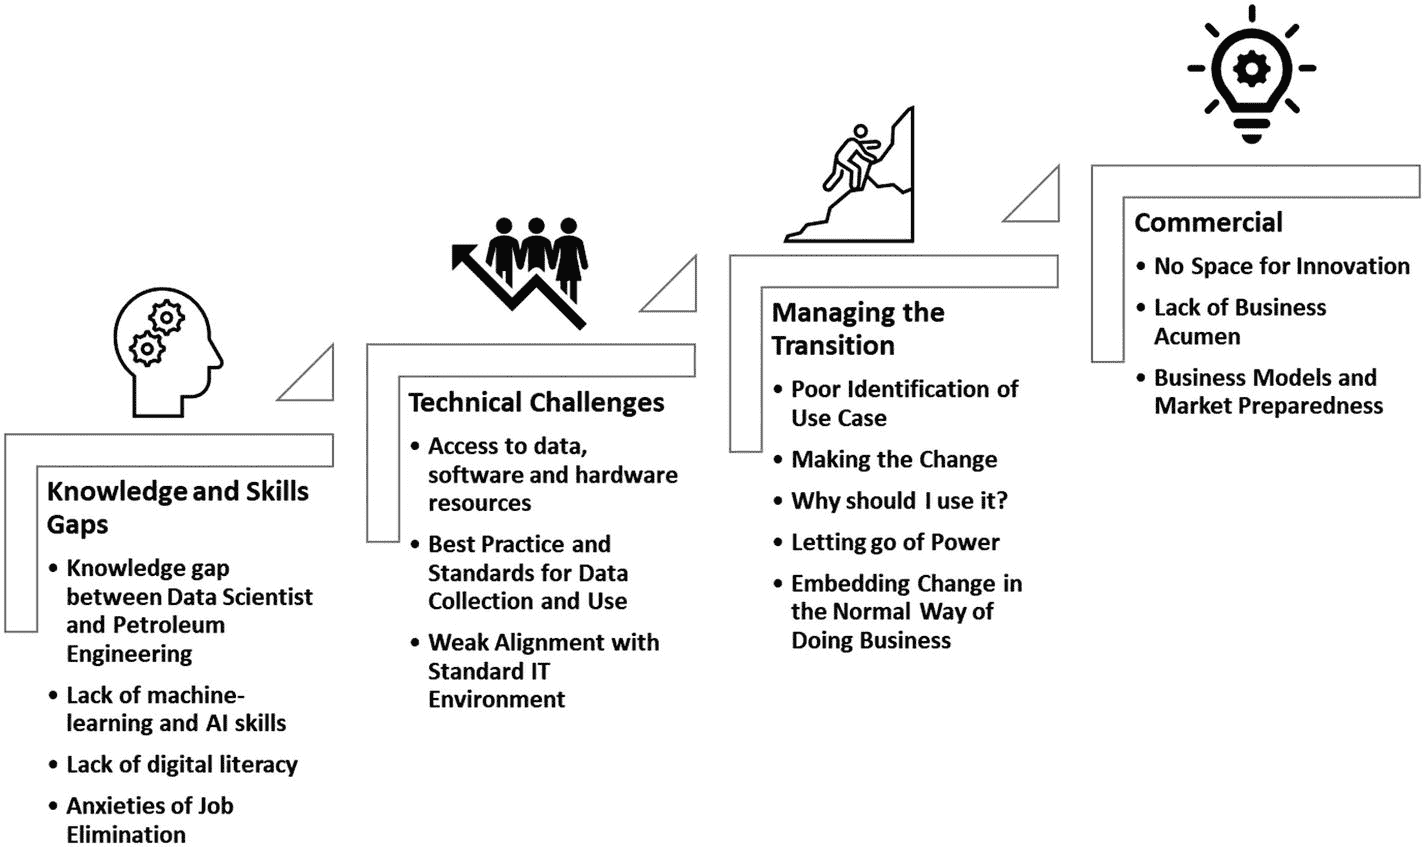 Knowledge and Skills
Gaps
• Knowledge gap
between Data Scientist
and Petroleum
Engineering
• Lack of machine-
learning and AI skills
• Lack of digital literacy
• Anxieties of Job
Elimination
Technical Challenges
• Access to data,
software and hardware
resources
• Best Practice and
Standards for Data
Collection and Use
• Weak Alignment with
Standard IT
Environment
Managing the
Transition
• Poor Identification of
Use Case
• Making the Change
• Why should I use it?
• Letting go of Power
• Embedding Change in
the Normal Way of
Doing Business
Commercial
• No Space for Innovation
• Lack of Business
Acumen
• Business Models and
Market Preparedness